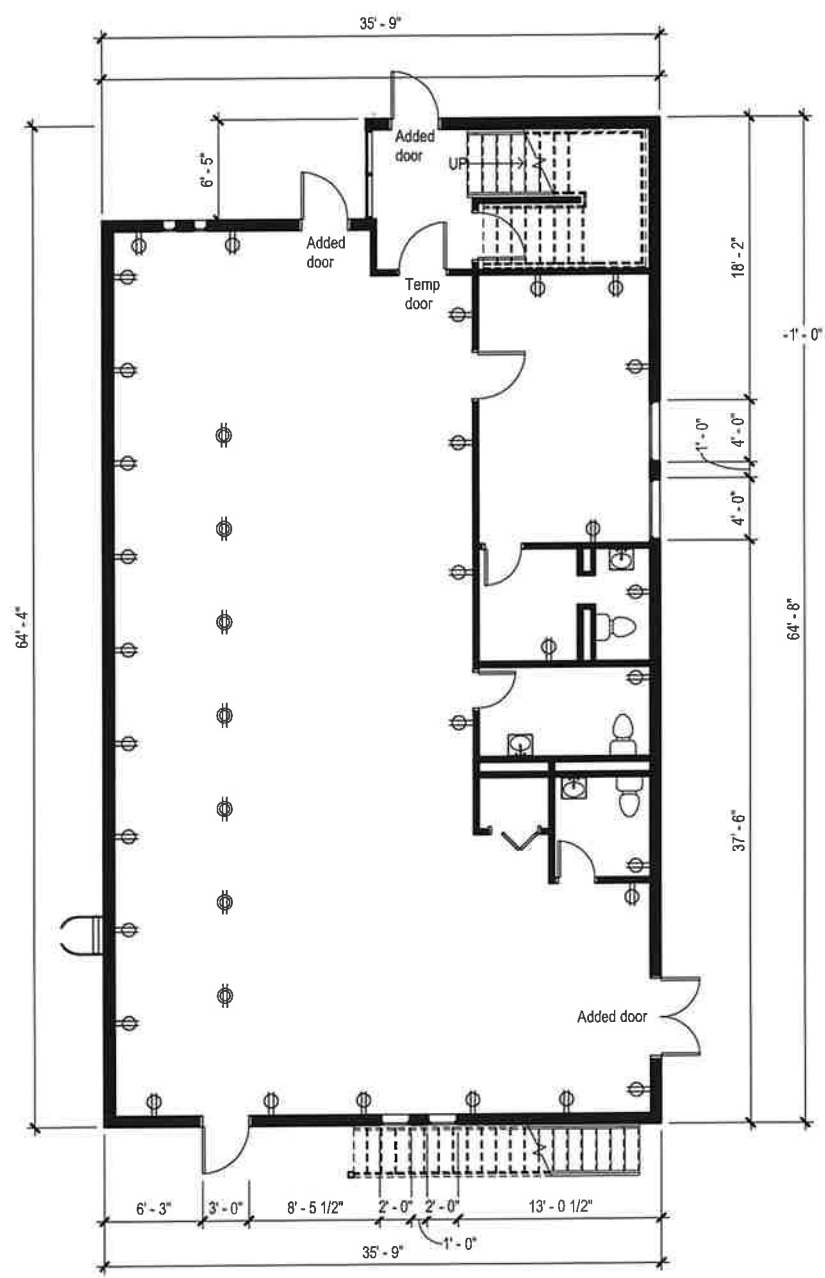 35' - 9"
6' - 5"
Added
door
UP
Added
door
Temp
door
18' - 2"
-1' - 0"
4' - 0"
1' - 0"
4' - 0"
64' - 4"
64' - 8"
37' - 6"
Added door
6' - 3"
3' - 0"
8' - 5 1/2"
2' - 0"
2' - 0"
13' - 0 1/2"
1' - 0"
35' - 9"